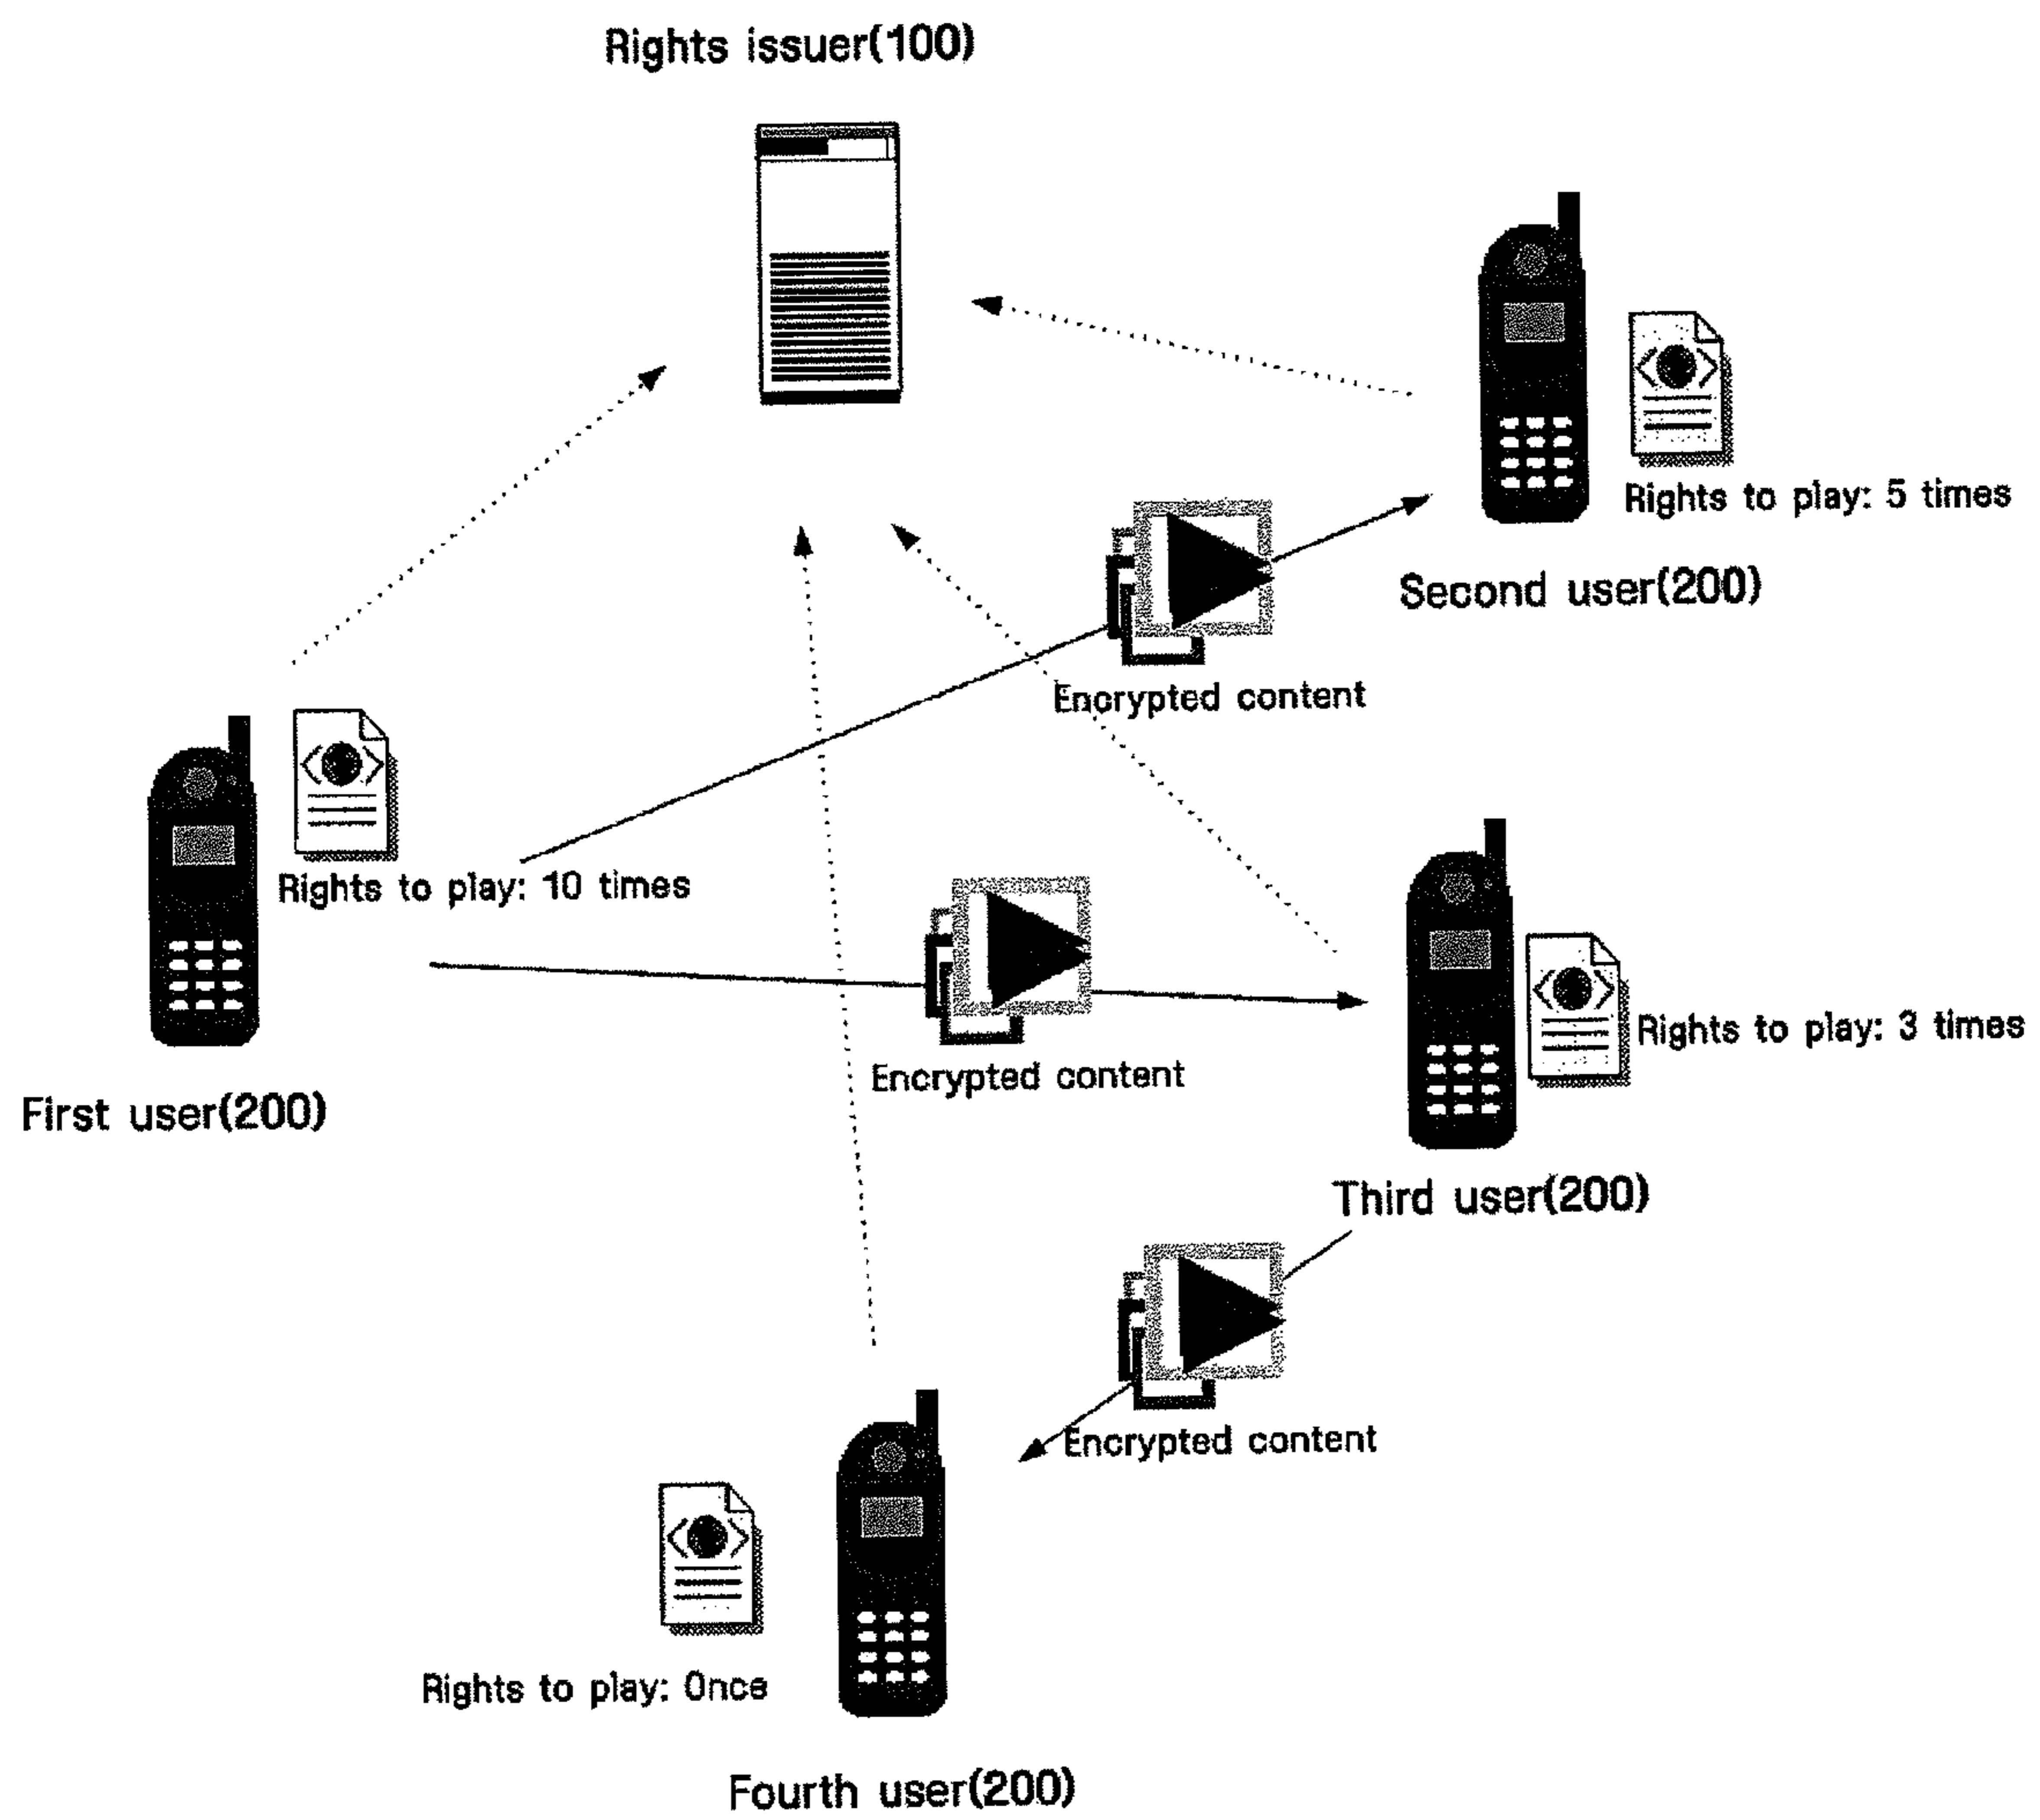 Rights issuer(100)
Rights to play: 5 times
Second user(200)
Encrypted content
Rights to play: 10 times
Rights to play: 3 times
Encrypted content
First user(200)
Third user(200)
Encrypted content
Rights to play: Once
Fourth user(200)